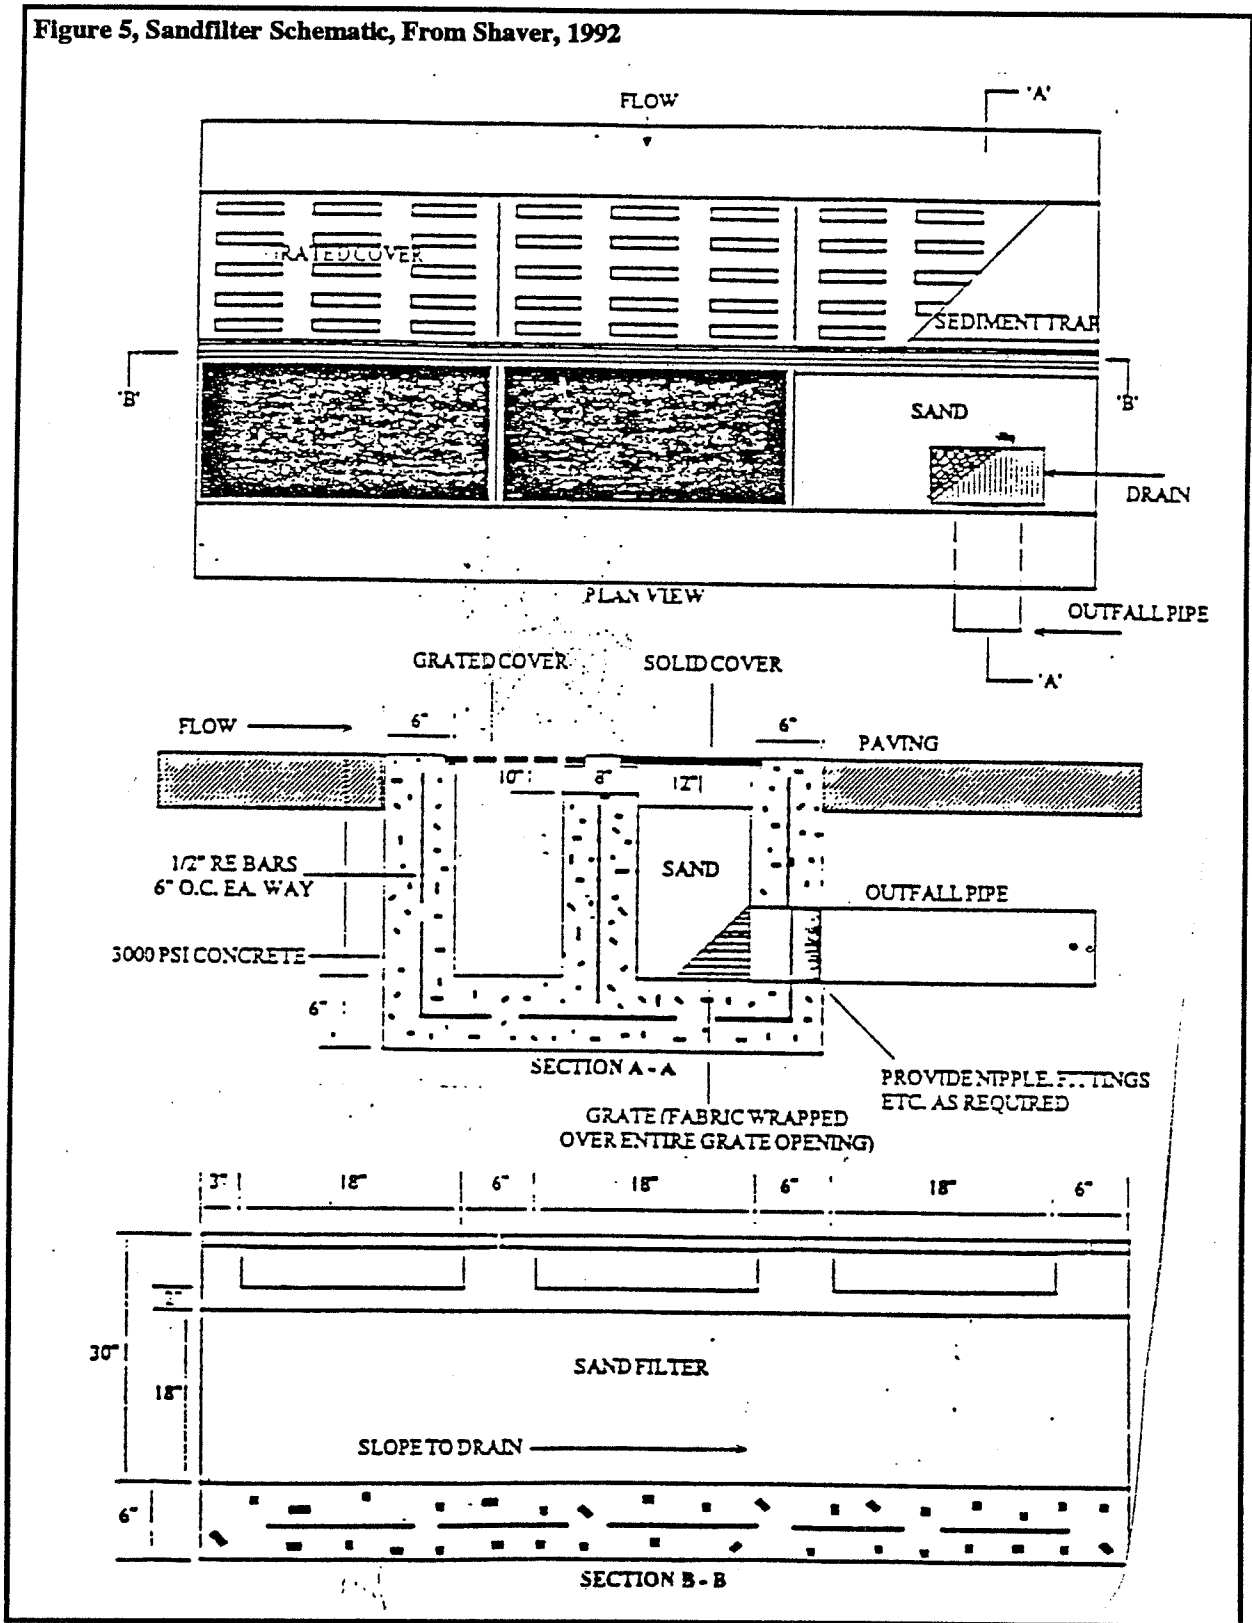 Figure 5, Sandfilter Schematic, From Shaver, 1992
FLOW
'A'
GRATED COVER
SEDIMENT TRAP
'B'
'B'
SAND
DRAIN
PLAN VIEW
OUTFALL PIPE
'A'
GRATED COVER
SOLID COVER
FLOW
6"
6"
PAVING
10"
8"
12"
1/2" RE BARS
6" O.C. EA. WAY
SAND
OUTFALL PIPE
3000 PSI CONCRETE
6"
SECTION A - A
PROVIDE NIPPLE, FITTINGS
ETC. AS REQUIRED
GRATE (FABRIC WRAPPED
OVER ENTIRE GRATE OPENING)
3"
18"
6"
18"
6"
18"
6"
2"
30"
18"
SAND FILTER
SLOPE TO DRAIN
6"
SECTION B - B